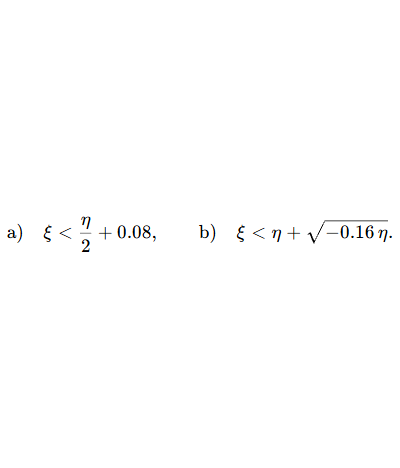 a) ξ < η/2 + 0.08, b) ξ < η + √(−0.16 η).